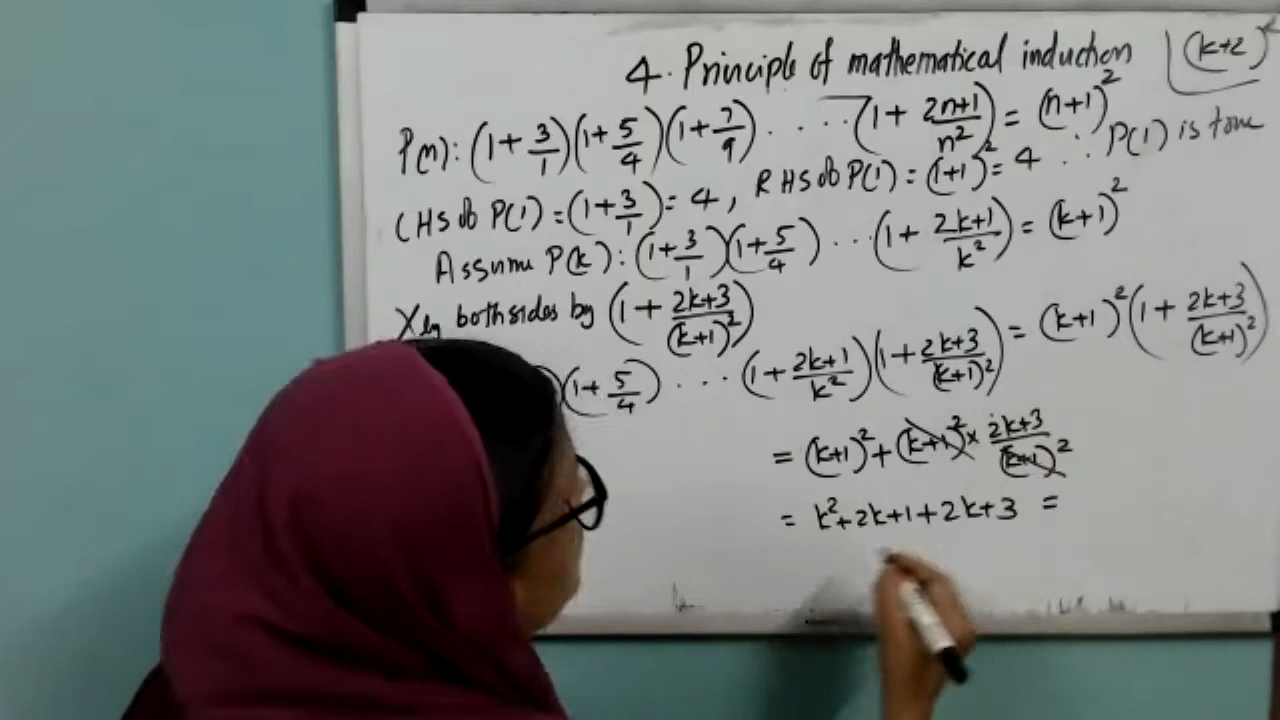 4. Principle of mathematical induction (k+2)²
P(n): (1 + 3/1)(1 + 5/4)(1 + 7/9) . . . . . (1 + 2n+1/n²) = (n+1)²
LHS of P(1) = (1 + 3/1) = 4, RHS of P(1) = (1+1)² = 4 ∴ P(1) is true
Assume P(k): (1 + 3/1)(1 + 5/4) . . . (1 + 2k+1/k²) = (k+1)²
Xly both sides by (1 + 2k+3/(k+1)²)
(1 + 5/4) . . . (1 + 2k+1/k²)(1 + 2k+3/(k+1)²) = (k+1)²(1 + 2k+3/(k+1)²)
= (k+1)² + (k+1)² × 2k+3/(k+1)²
= k² + 2k + 1 + 2k + 3 =